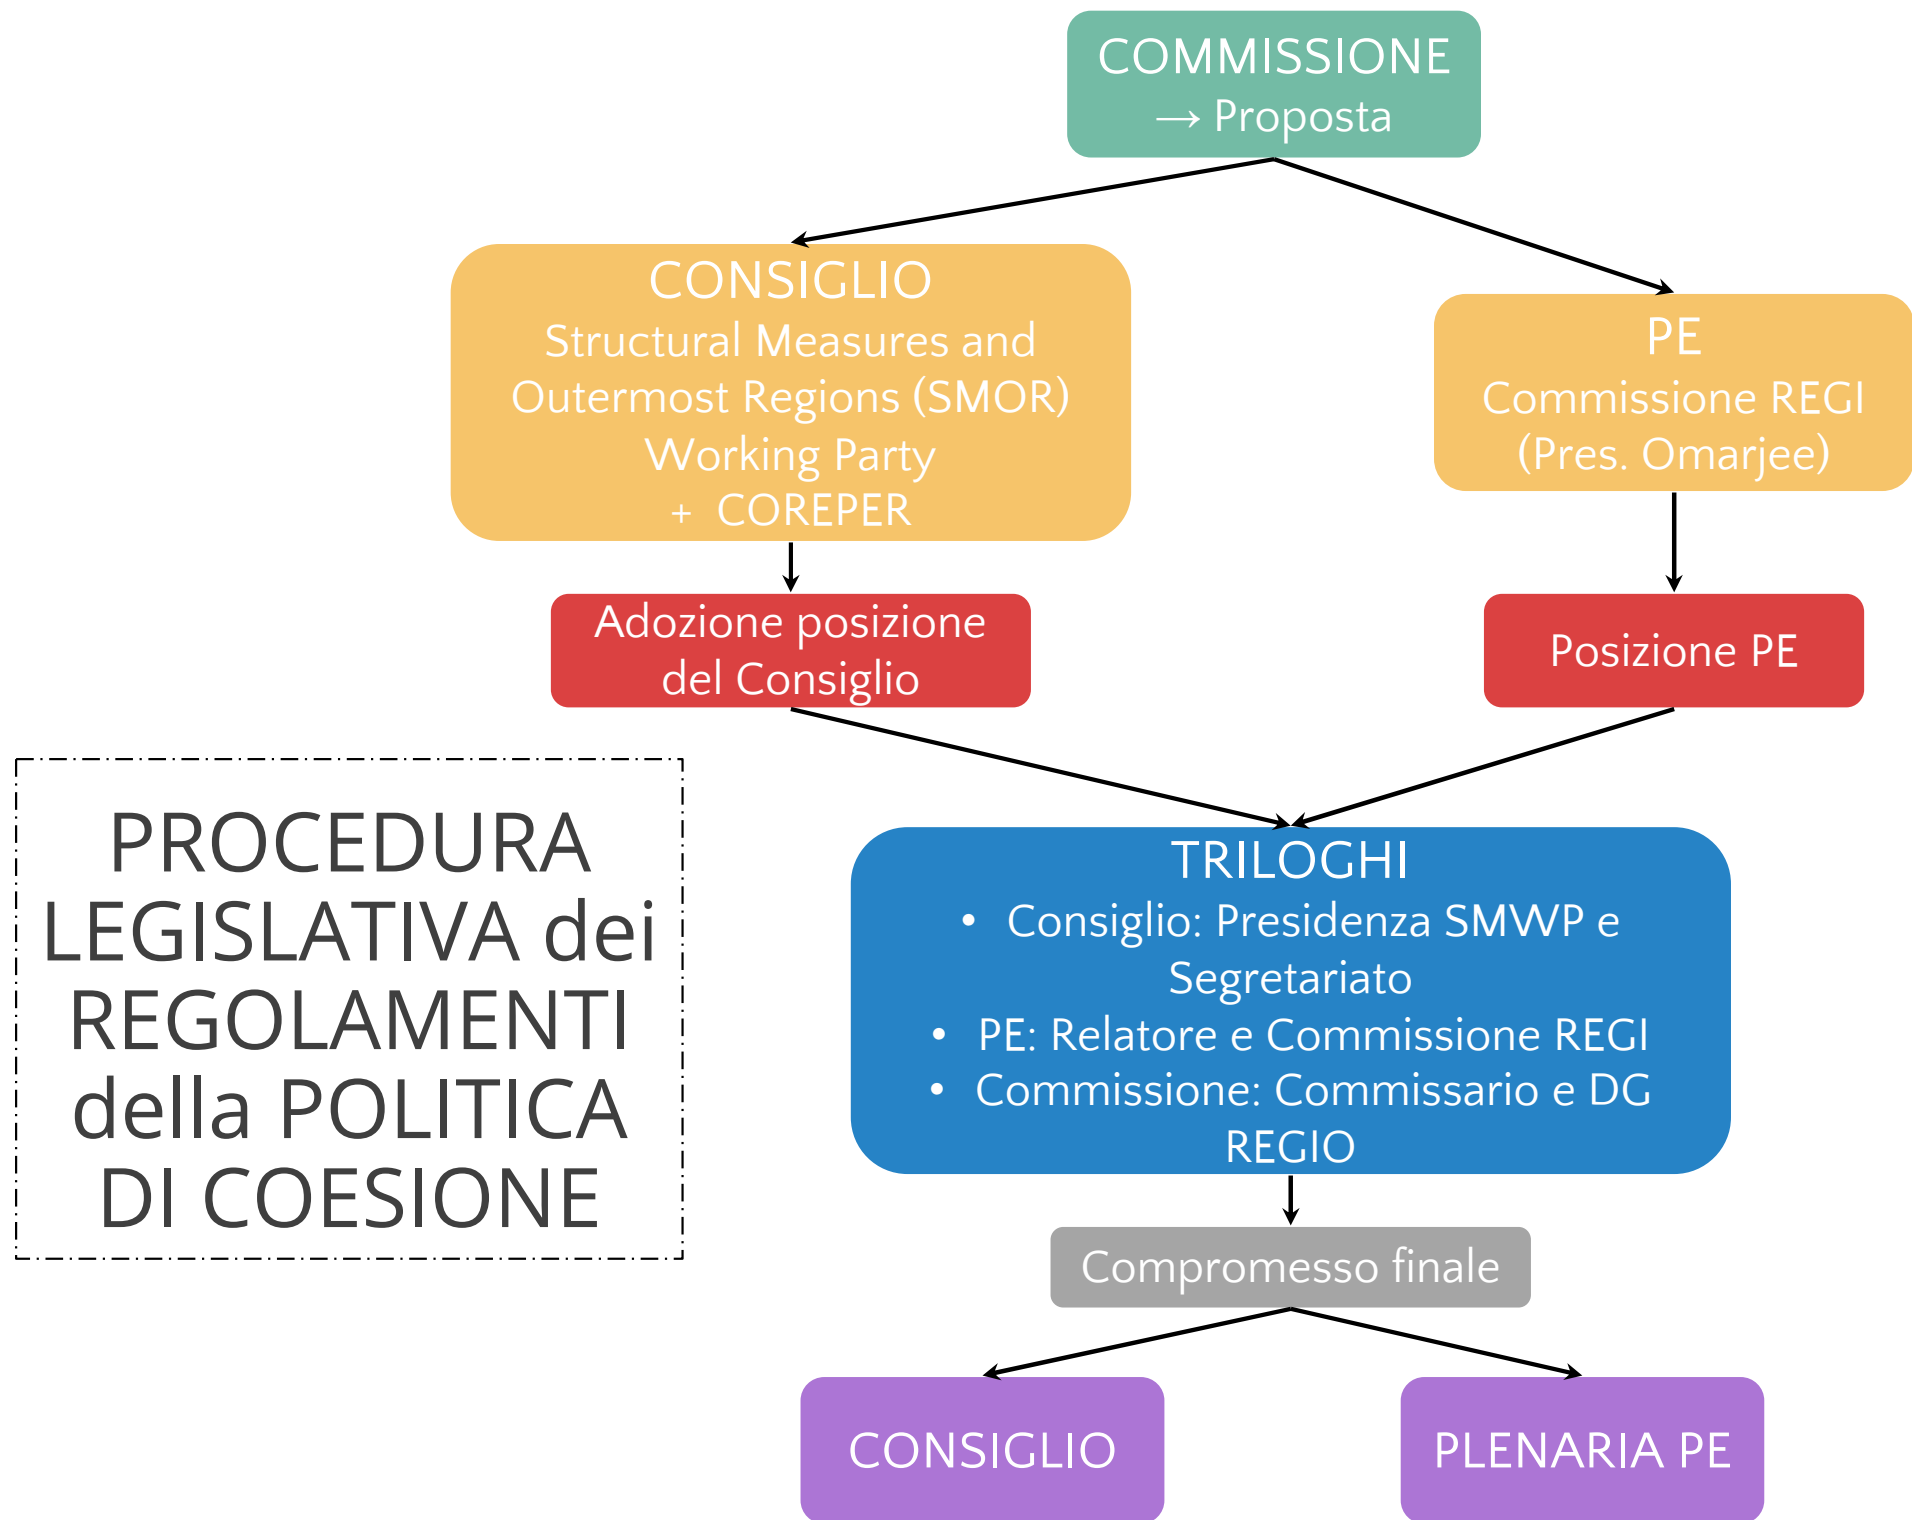 COMMISSIONE
→ Proposta
CONSIGLIO
Structural Measures and
Outermost Regions (SMOR)
Working Party
+ COREPER
PE
Commissione REGI
(Pres. Omarjee)
Adozione posizione
del Consiglio
Posizione PE
PROCEDURA
LEGISLATIVA dei
REGOLAMENTI
della POLITICA
DI COESIONE
TRILOGHI
• Consiglio: Presidenza SMWP e
Segretariato
• PE: Relatore e Commissione REGI
• Commissione: Commissario e DG
REGIO
Compromesso finale
CONSIGLIO
PLENARIA PE